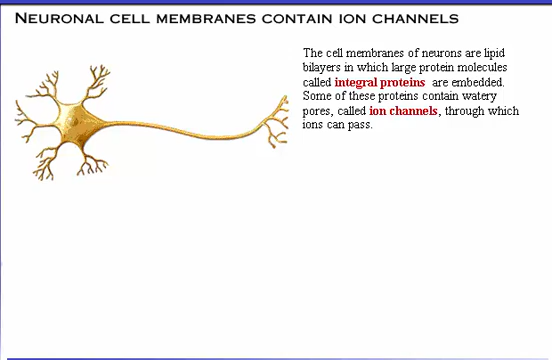 Neuronal cell membranes contain ion channels
The cell membranes of neurons are lipid
bilayers in which large protein molecules
called integral proteins are embedded.
Some of these proteins contain watery
pores, called ion channels, through which
ions can pass.